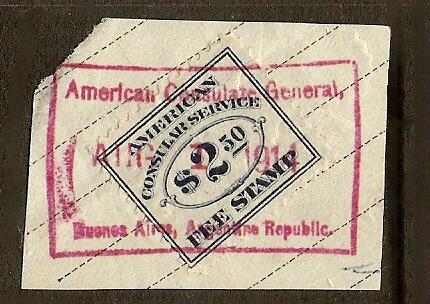 American Consulate General,
AUG 1914
Buenos Aires, Argentine Republic.
AMERICAN
CONSULAR SERVICE
$2.50
FEE STAMP